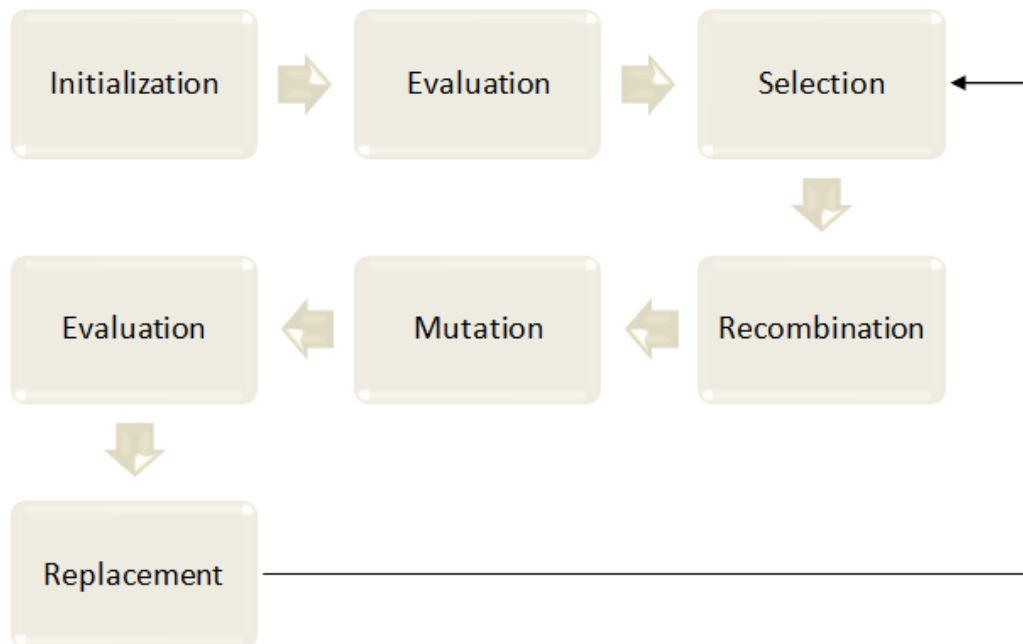 Initialization
Evaluation
Selection
Recombination
Mutation
Evaluation
Replacement